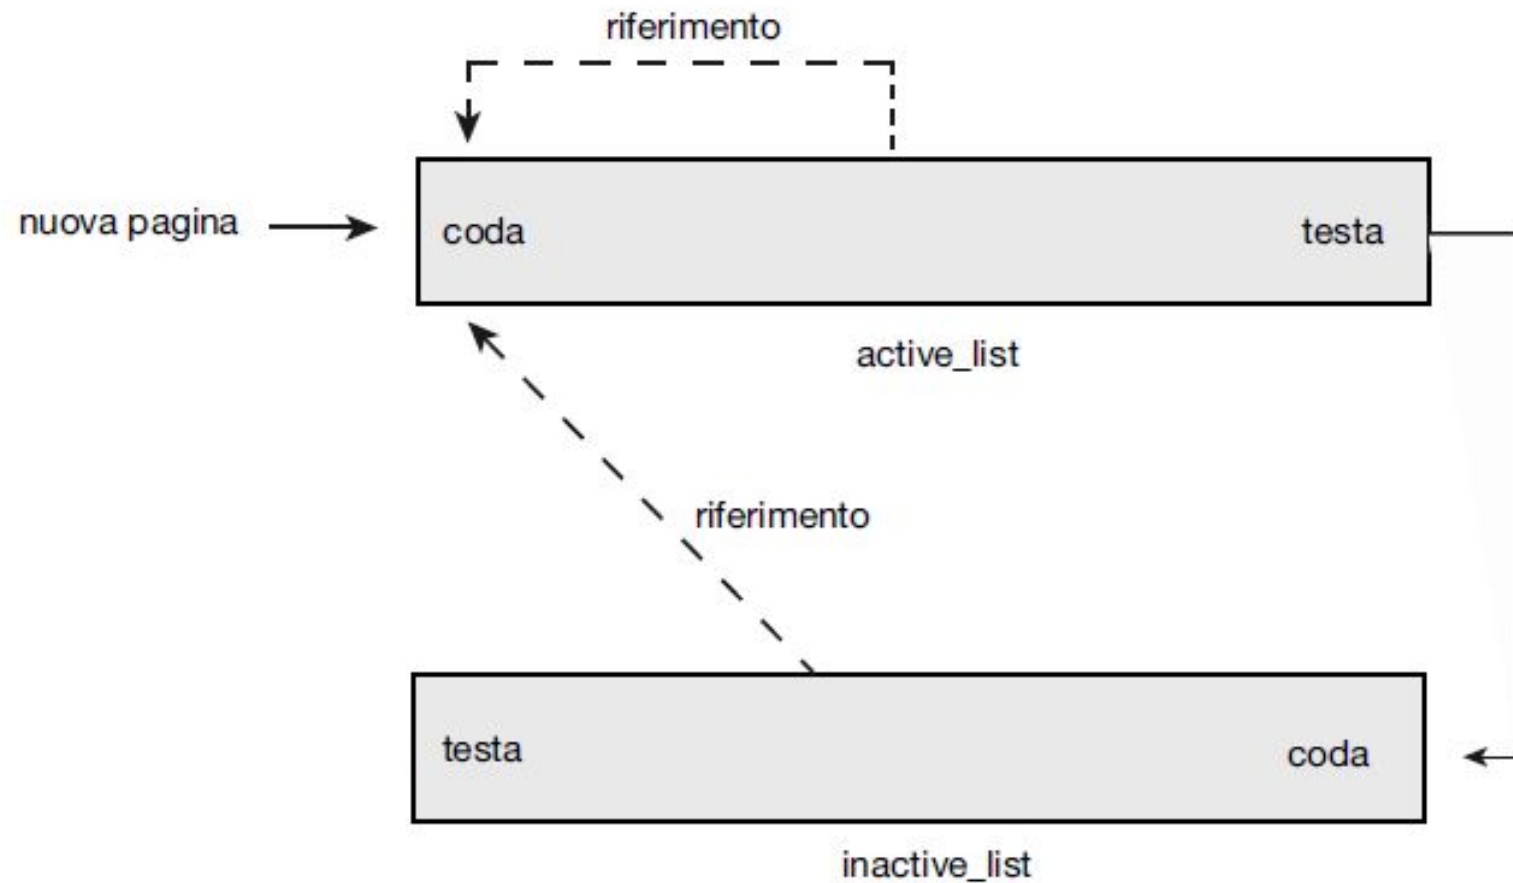 riferimento
nuova pagina
coda
testa
active_list
riferimento
testa
coda
inactive_list